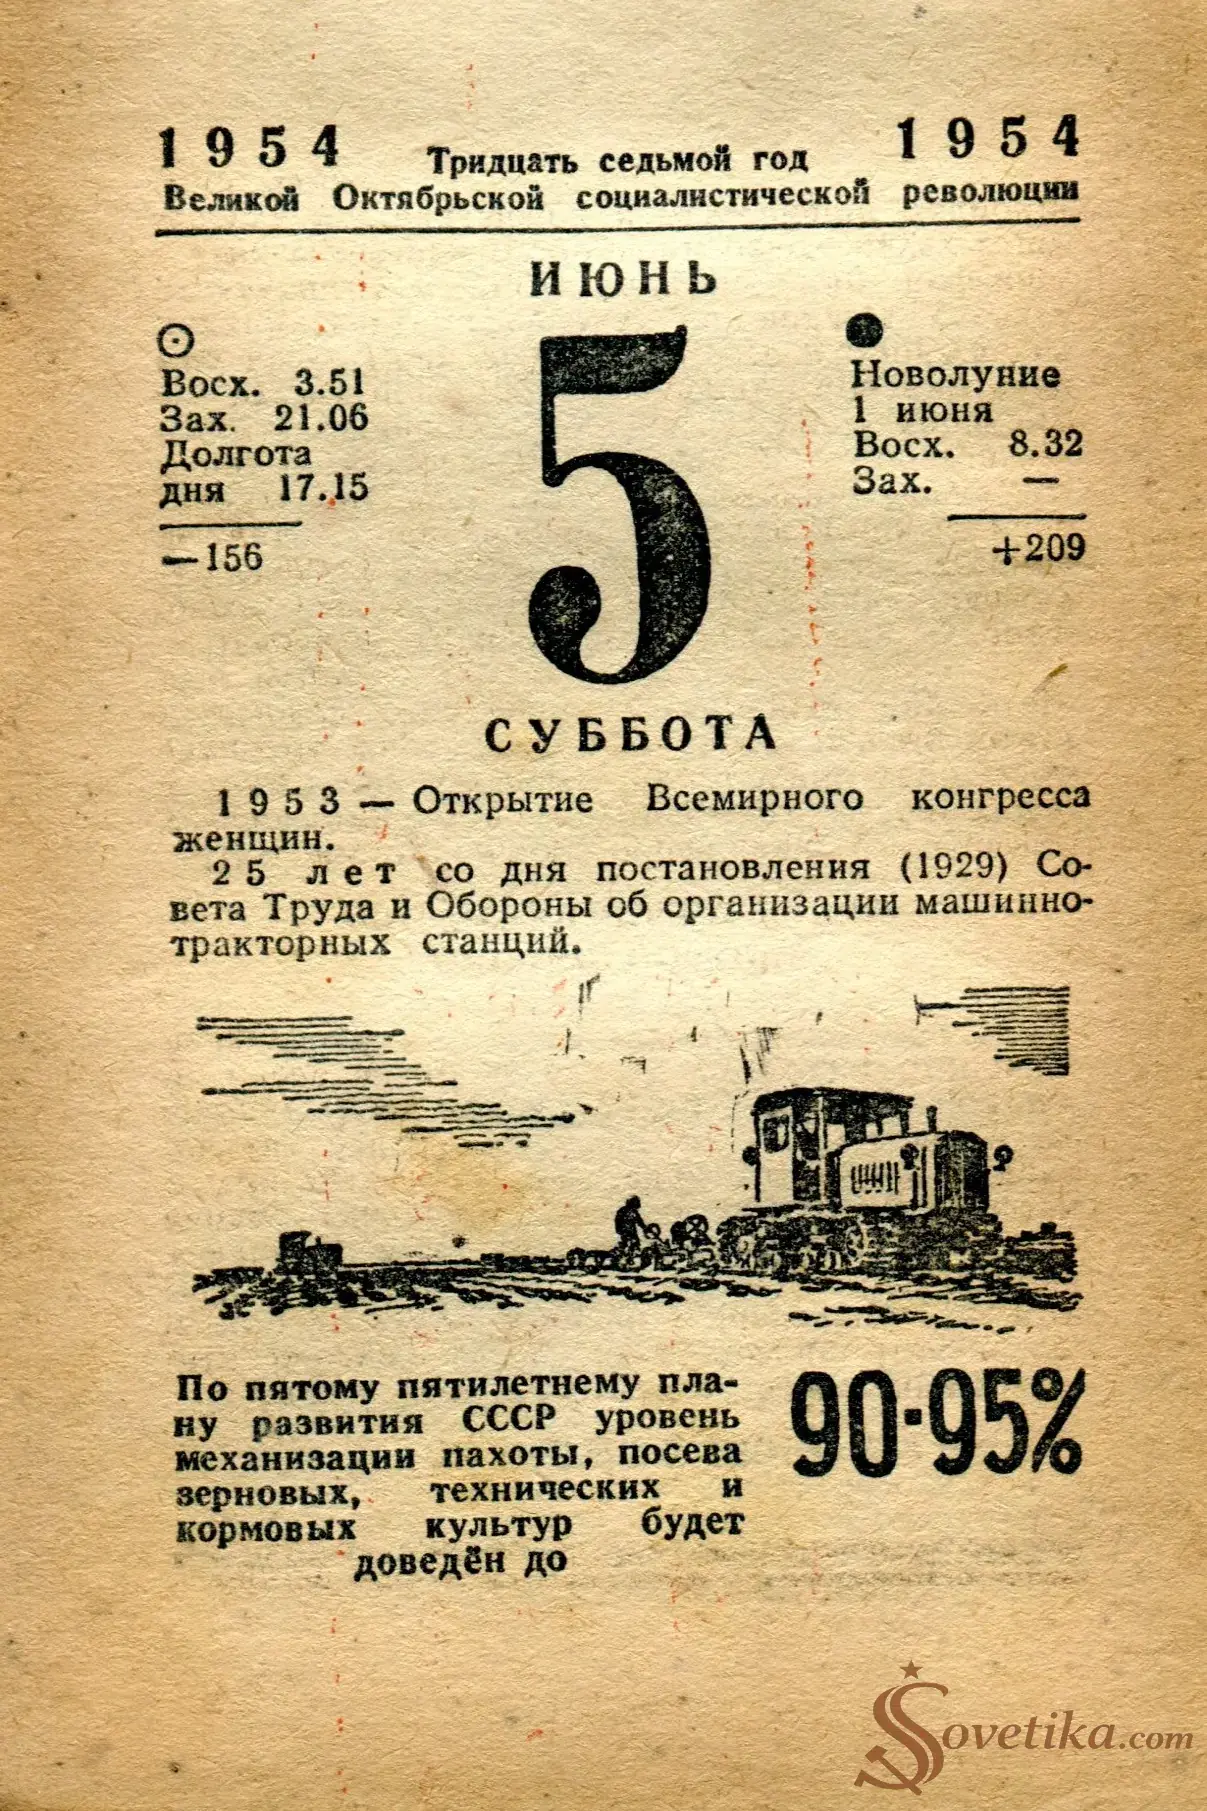 1954 Тридцать седьмой год 1954
Великой Октябрьской социалистической революции
ИЮНЬ
Восх. 3.51
Зах. 21.06
Долгота
дня 17.15
—156
5
Новолуние
1 июня
Восх. 8.32
Зах. —
+209
СУББОТА
1953 — Открытие Всемирного конгресса
женщин.
25 лет со дня постановления (1929) Со-
вета Труда и Обороны об организации машинно-
тракторных станций.
По пятому пятилетнему пла-
ну развития СССР уровень
механизации пахоты, посева
зерновых, технических и
кормовых культур будет
доведён до
90-95%
Sovetika.com